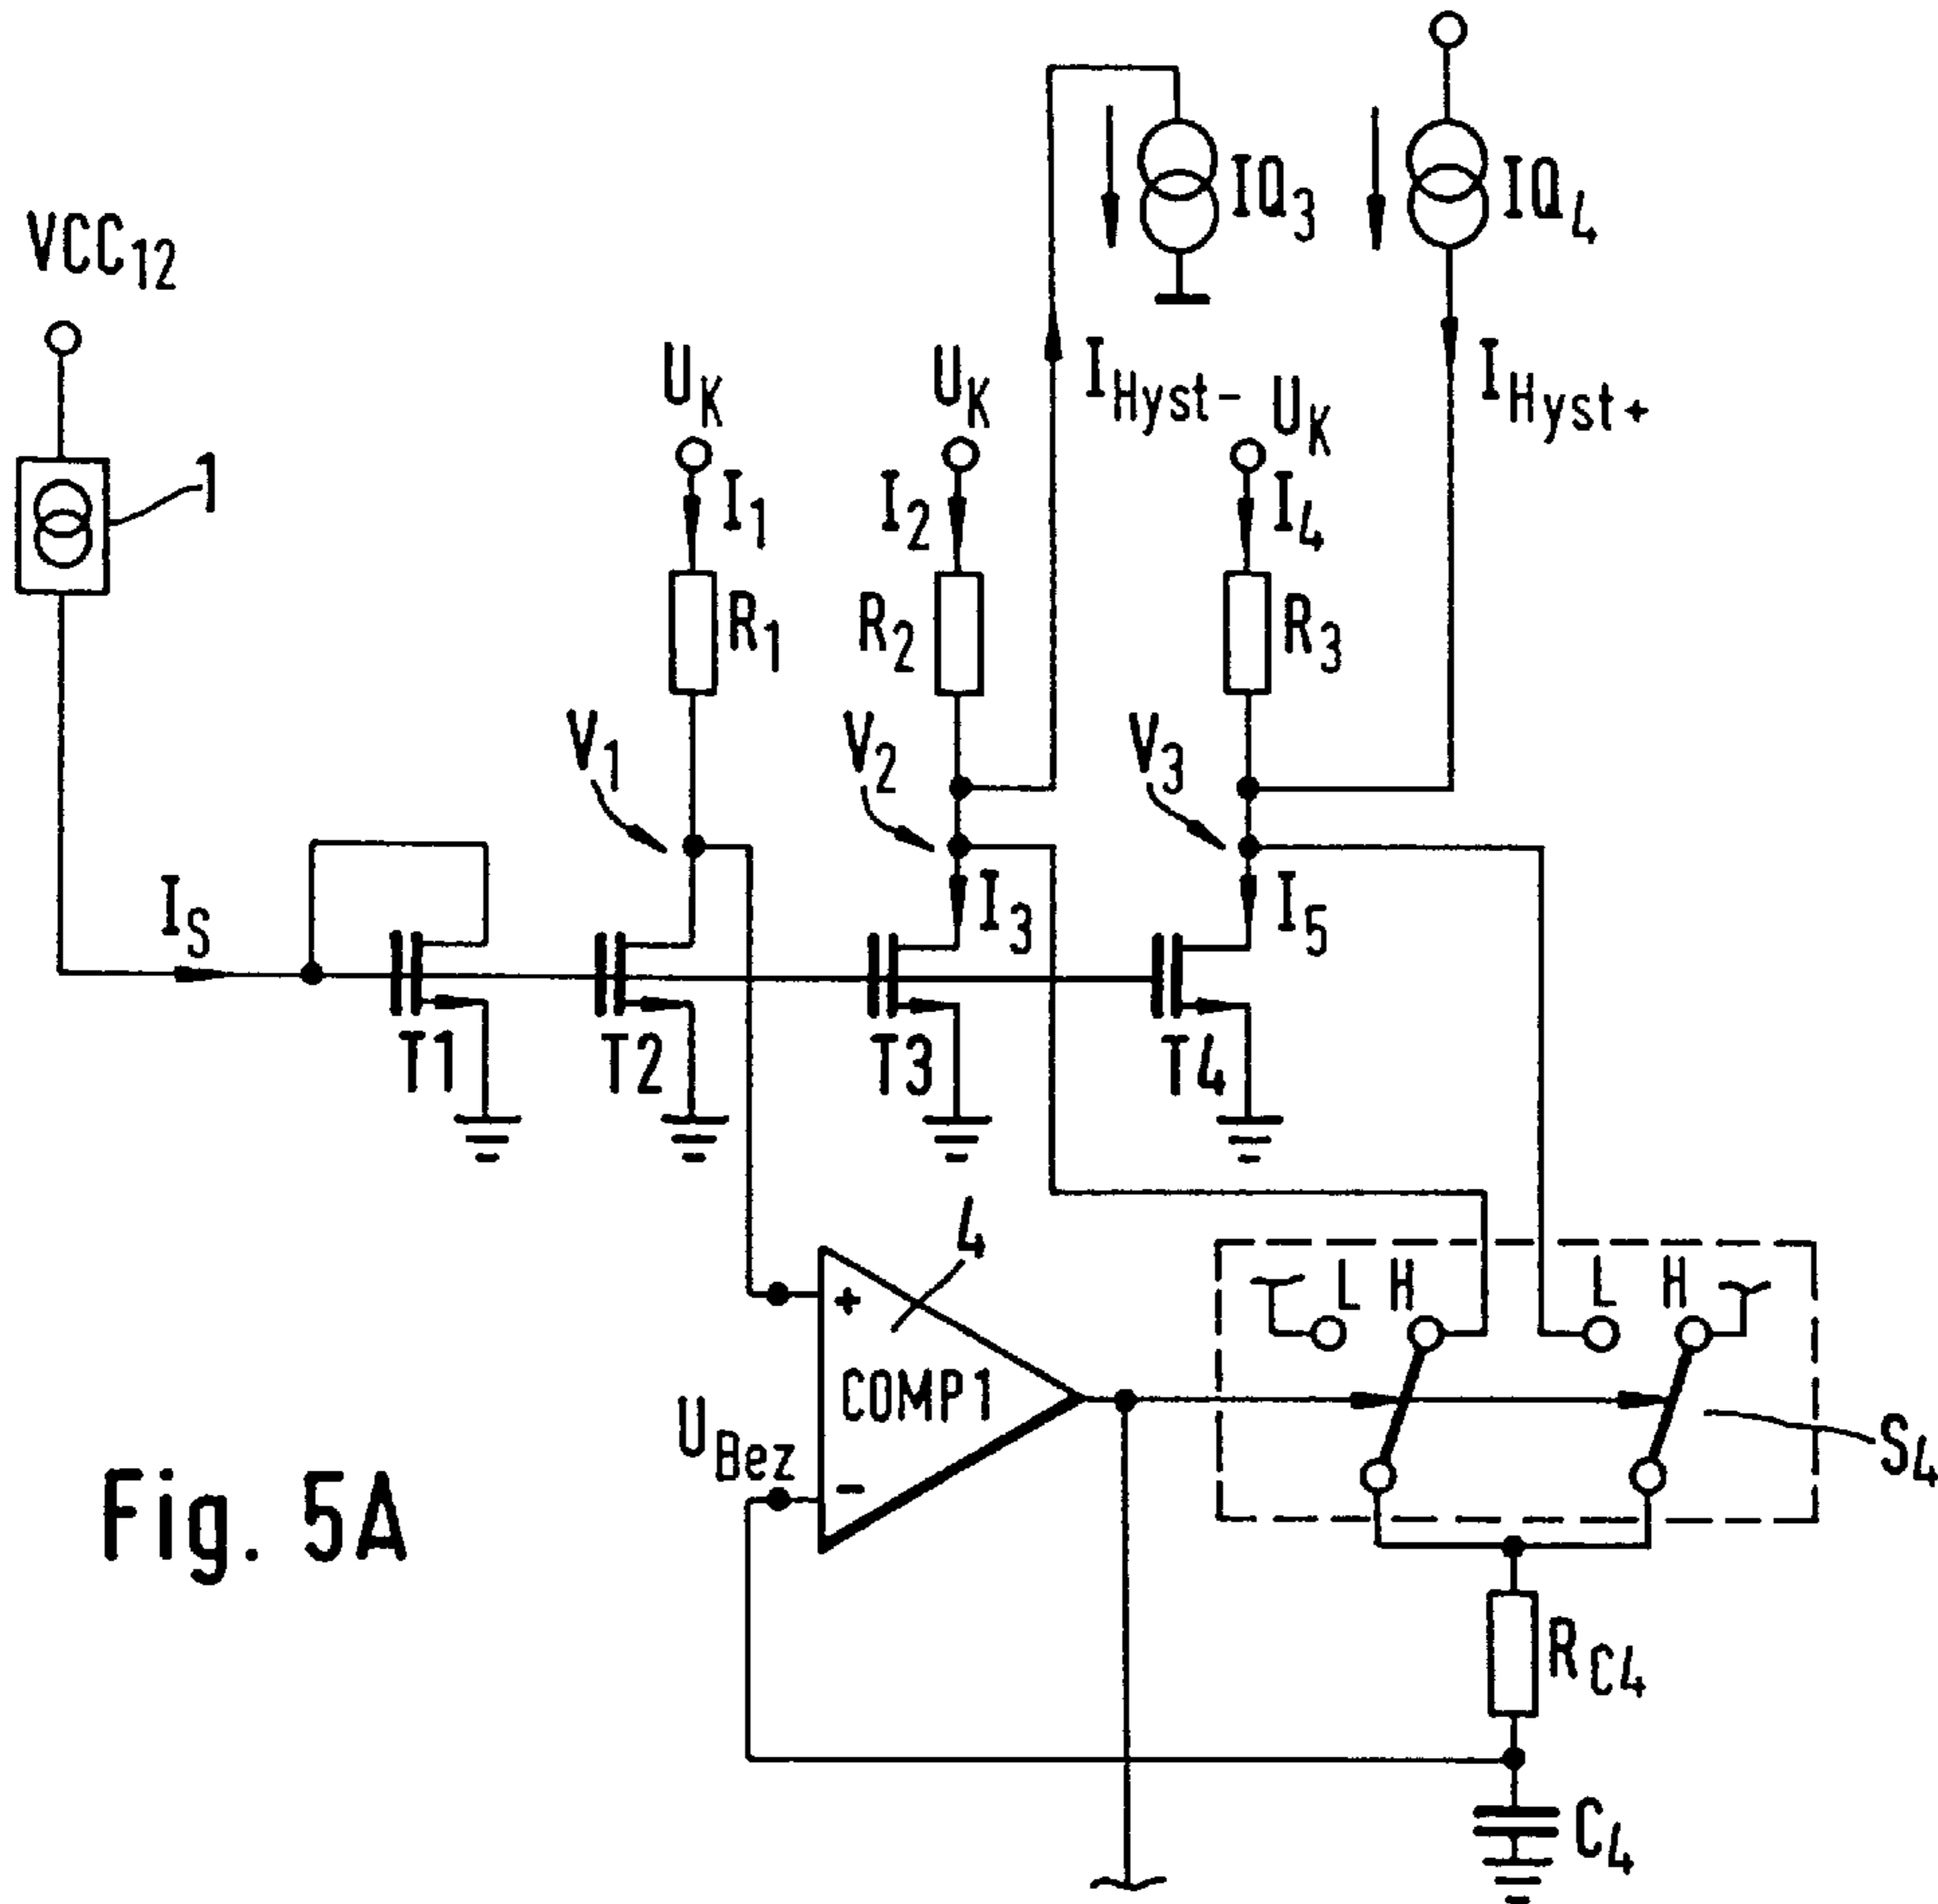 VCC12
1
IS
T1
UK
I1
R1
V1
T2
UK
I2
R2
V2
I3
T3
IHyst-
IQ3
UK
I4
R3
V3
I5
T4
IQ4
IHyst+
4
+
COMP1
-
UBez
L H L H
S4
RC4
C4
Fig. 5A